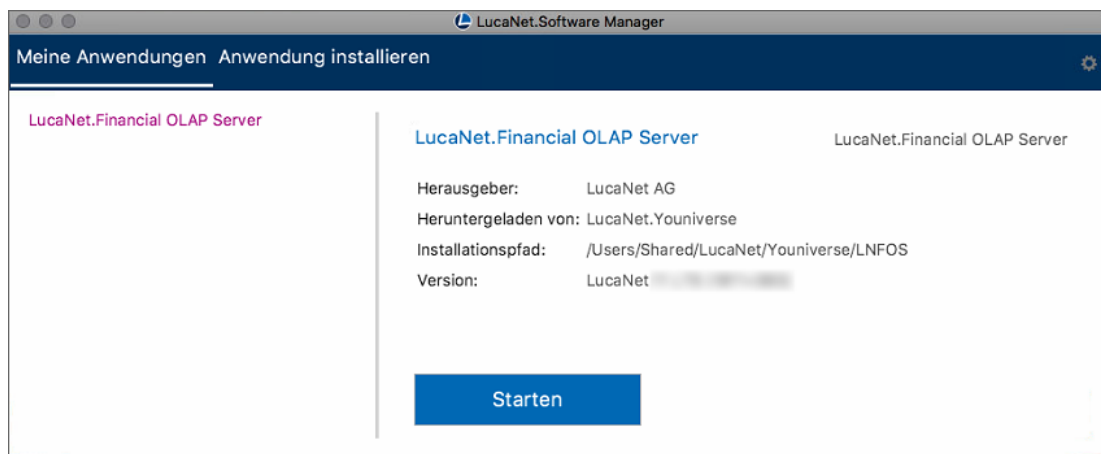 LucaNet.Software Manager
Meine Anwendungen Anwendung installieren
LucaNet.Financial OLAP Server
LucaNet.Financial OLAP Server LucaNet.Financial OLAP Server
Herausgeber: LucaNet AG
Heruntergeladen von: LucaNet.Youniverse
Installationspfad: /Users/Shared/LucaNet/Youniverse/LNFOS
Version: LucaNet
Starten